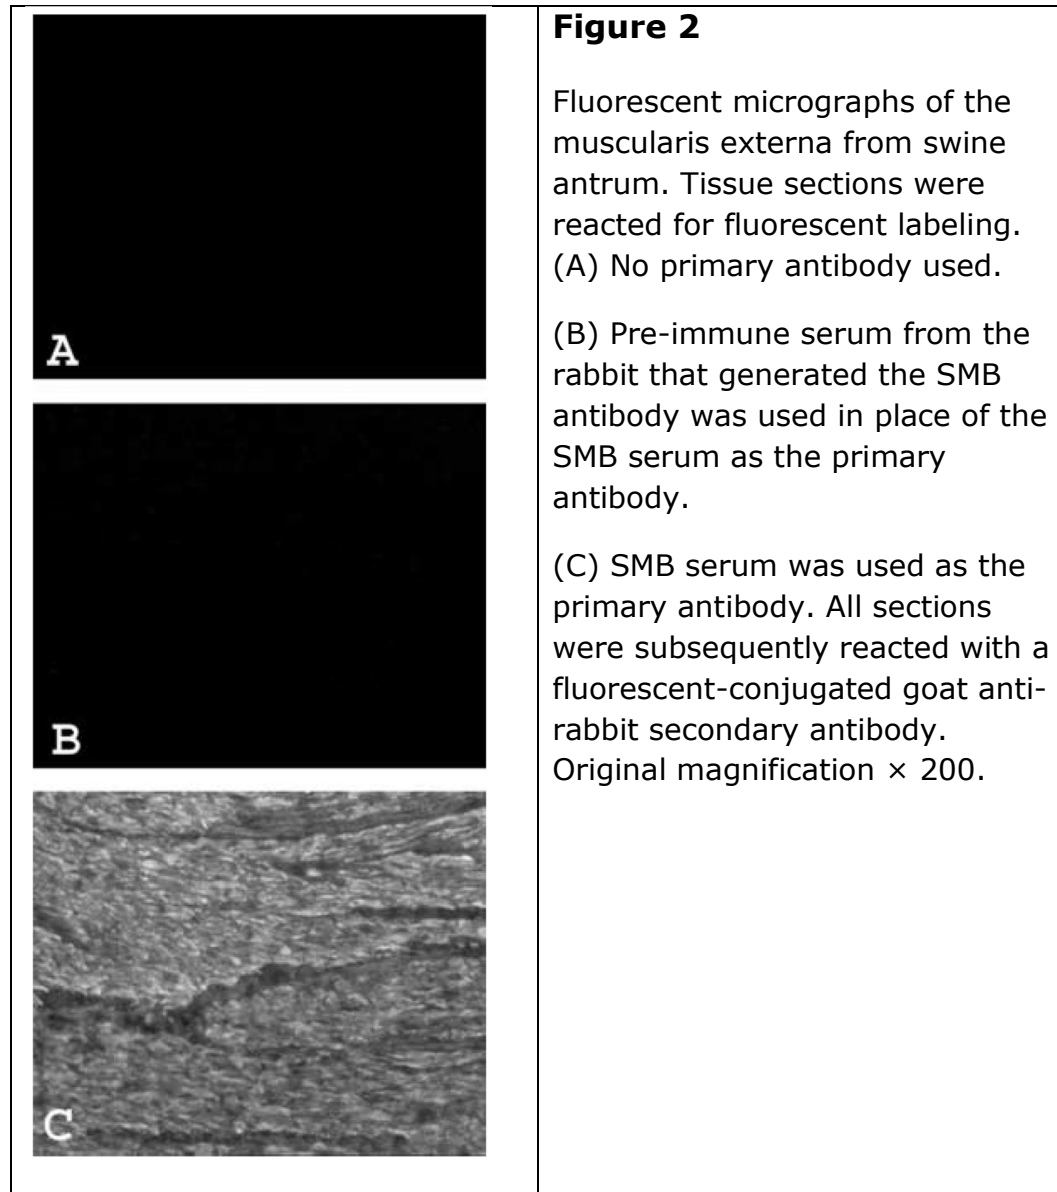 Figure 2
Fluorescent micrographs of the
muscularis externa from swine
antrum. Tissue sections were
reacted for fluorescent labeling.
(A) No primary antibody used.
(B) Pre-immune serum from the
rabbit that generated the SMB
antibody was used in place of the
SMB serum as the primary
antibody.
(C) SMB serum was used as the
primary antibody. All sections
were subsequently reacted with a
fluorescent-conjugated goat anti-
rabbit secondary antibody.
Original magnification × 200.
A
B
C